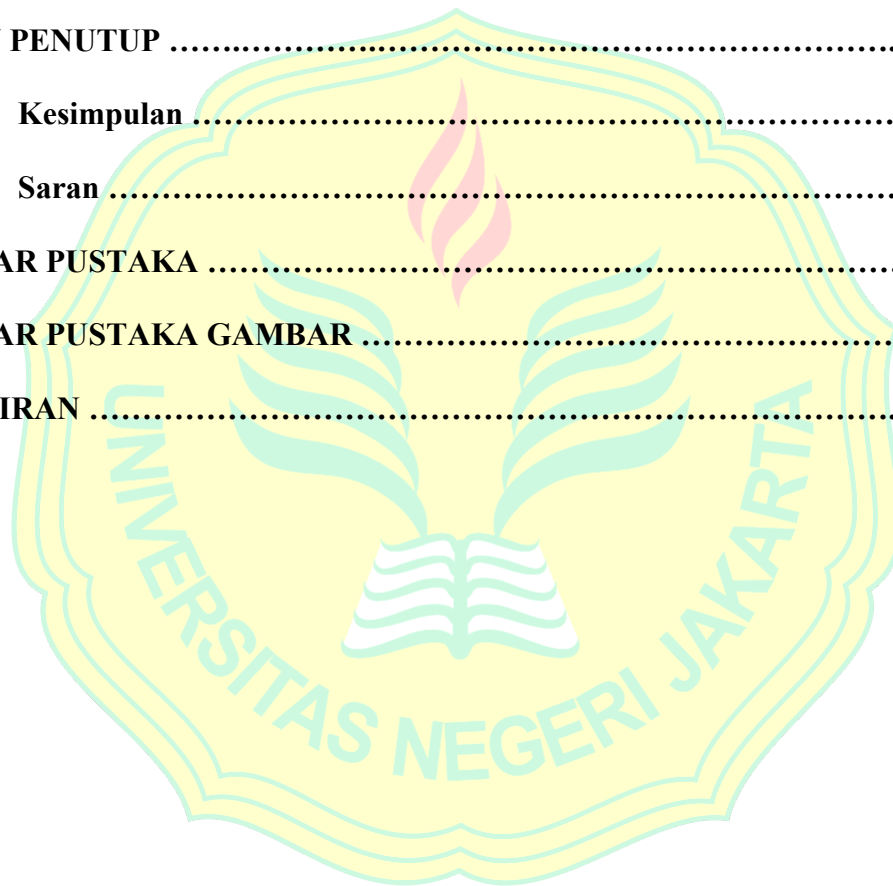 PENUTUP ……..…………..……………………………………………………
Kesimpulan ……………………………………………………………………
Saran ……………………………………………………………………………
AR PUSTAKA …………………………………………………………………
AR PUSTAKA GAMBAR ……………………………………………………
IRAN ……………………………………………………………………………
UNIVERSITAS NEGERI JAKARTA